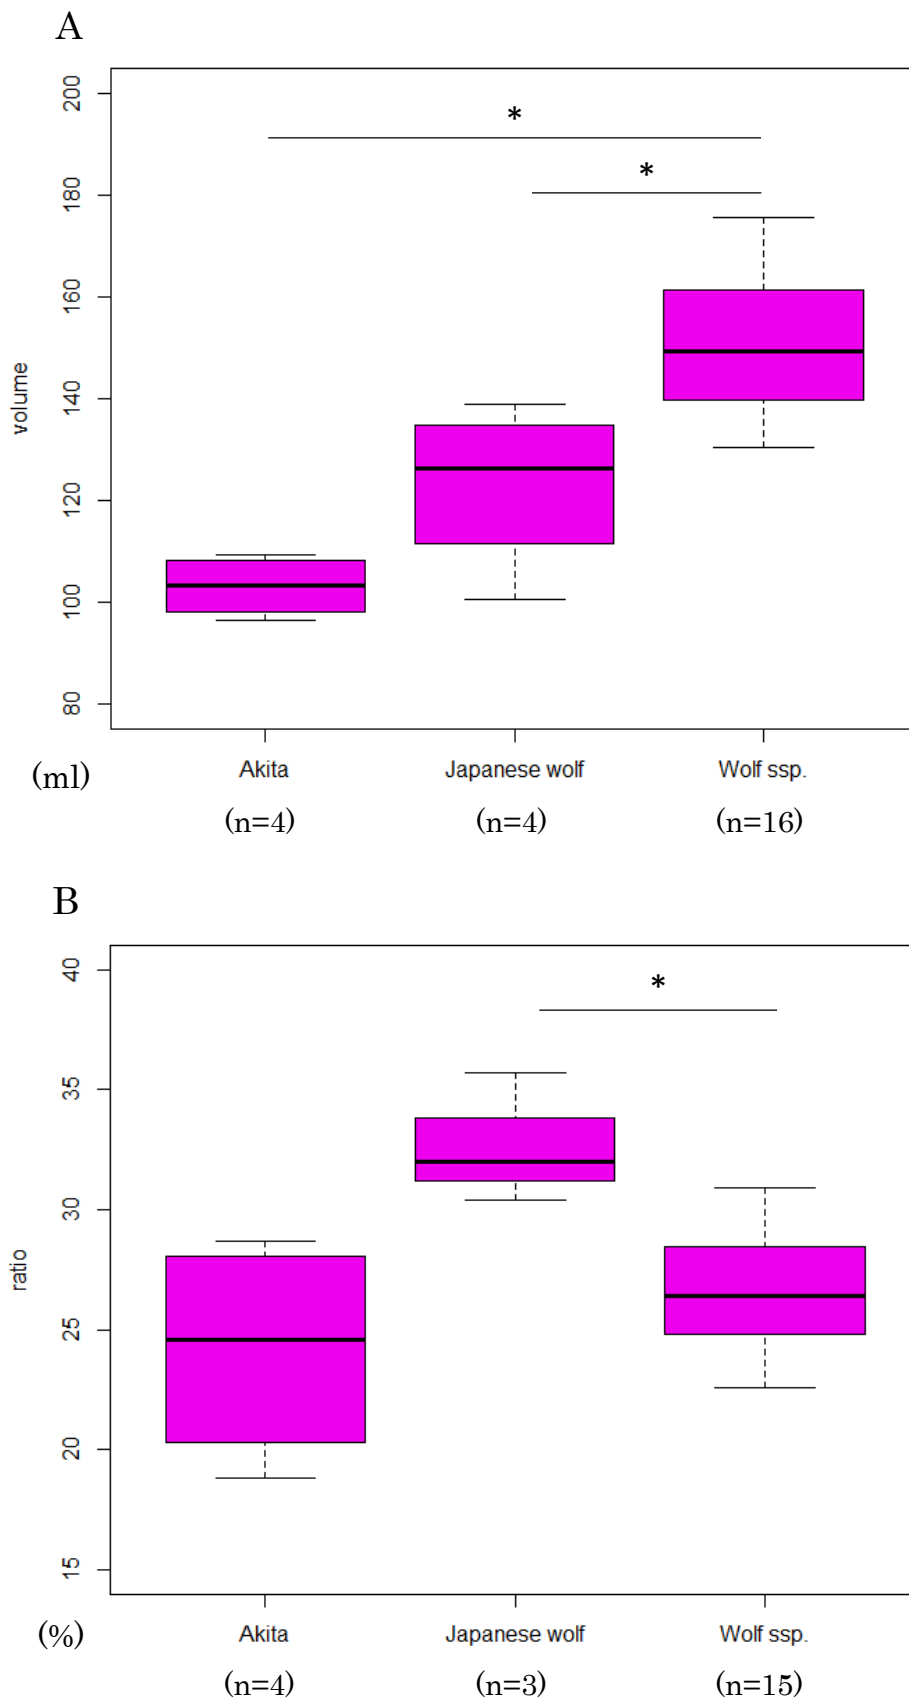 A
200
180
160
140
120
100
80
volume
*
*
(ml)
Akita
Japanese wolf
Wolf ssp.
(n=4)
(n=4)
(n=16)
B
40
35
30
25
20
15
ratio
*
(%)
Akita
Japanese wolf
Wolf ssp.
(n=4)
(n=3)
(n=15)